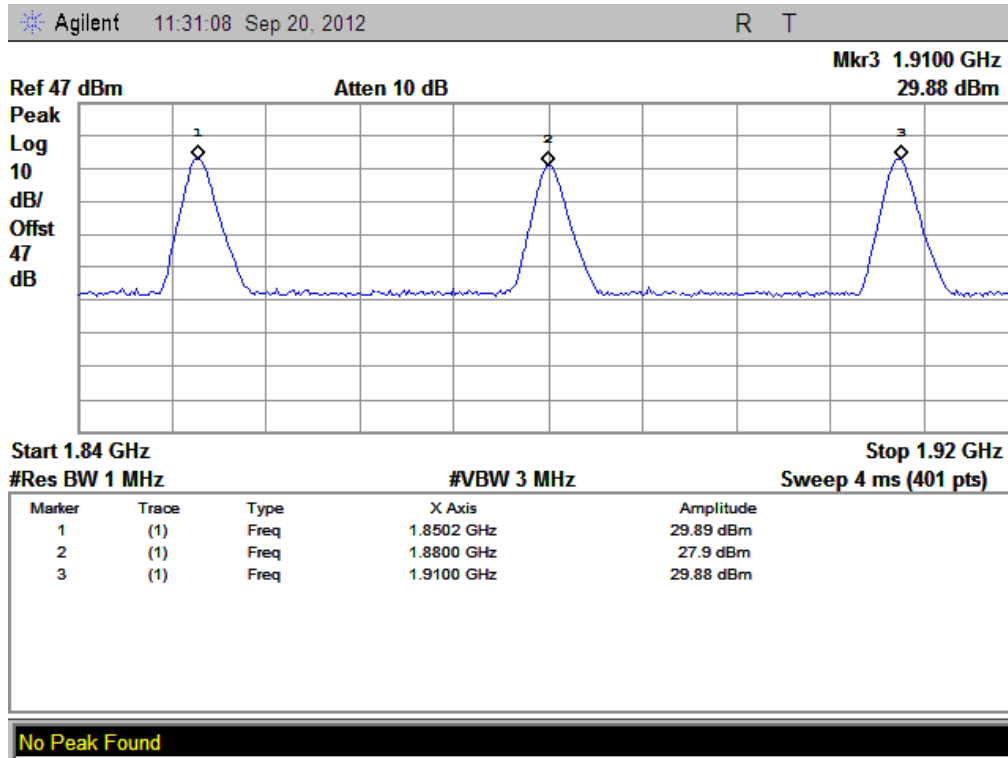 Agilent 11:31:08 Sep 20, 2012 R T
Mkr3 1.9100 GHz
Ref 47 dBm Atten 10 dB 29.88 dBm
Peak
Log
10
dB/
Offst
47
dB
1 2 3
Start 1.84 GHz Stop 1.92 GHz
#Res BW 1 MHz #VBW 3 MHz Sweep 4 ms (401 pts)
Marker Trace Type X Axis Amplitude
1 (1) Freq 1.8502 GHz 29.89 dBm
2 (1) Freq 1.8800 GHz 27.9 dBm
3 (1) Freq 1.9100 GHz 29.88 dBm
No Peak Found